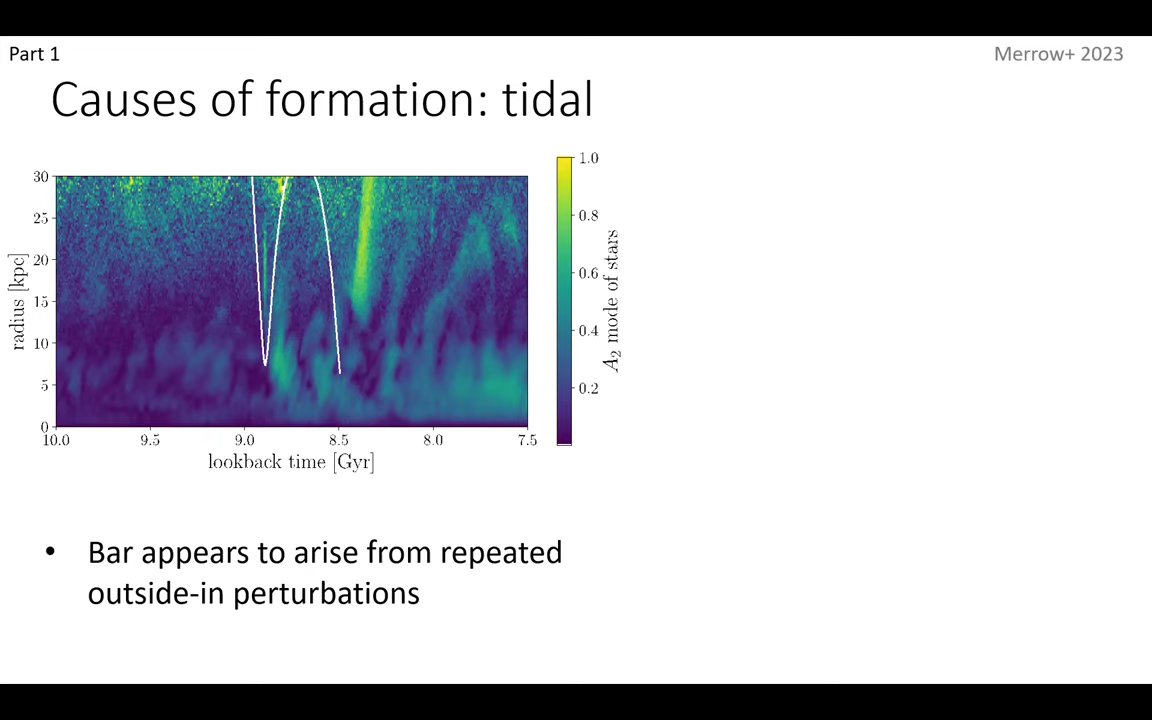 Part 1
Merrow+ 2023
Causes of formation: tidal
1.0
0.8
0.6
0.4
0.2
A₂ mode of stars
30
25
20
15
10
5
0
radius [kpc]
10.0 9.5 9.0 8.5 8.0 7.5
lookback time [Gyr]
• Bar appears to arise from repeated
outside-in perturbations